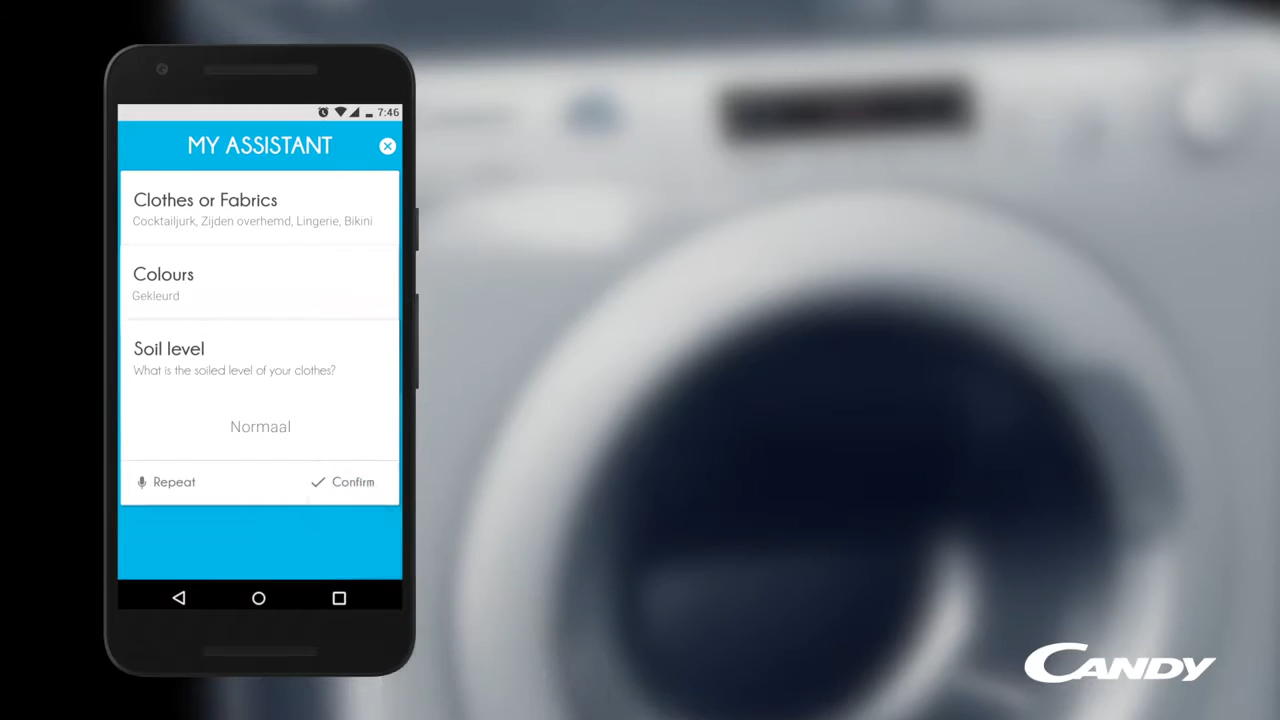 7:46
MY ASSISTANT
Clothes or Fabrics
Cocktailjurk, Zijden overhemd, Lingerie, Bikini
Colours
Gekleurd
Soil level
What is the soiled level of your clothes?
Normaal
Repeat
Confirm
CANDY